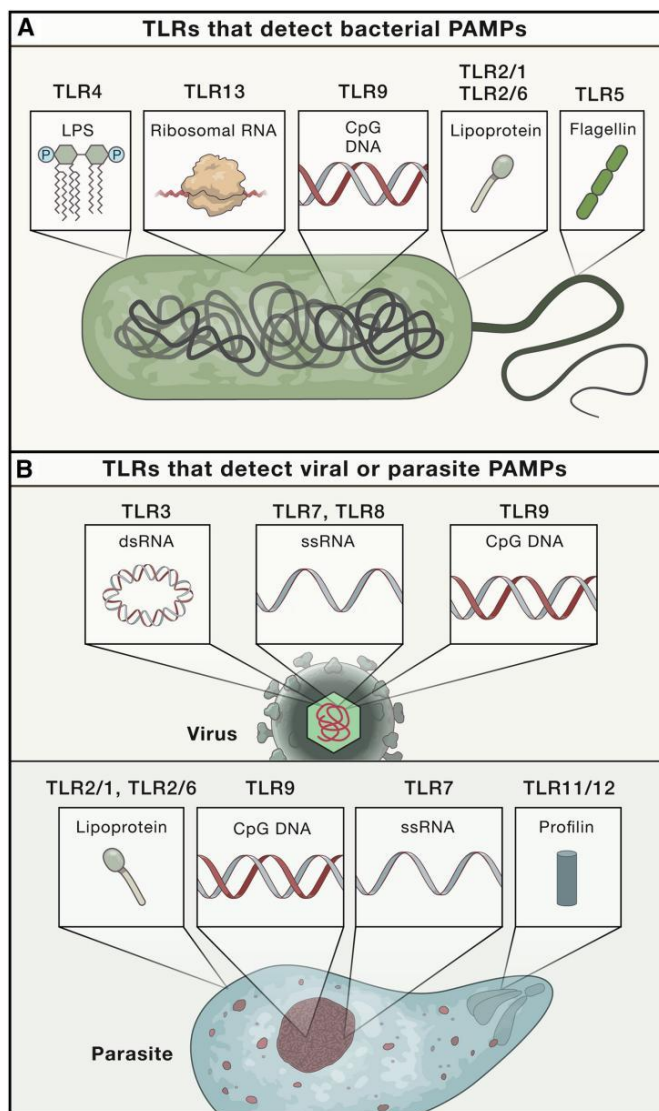 A
TLRs that detect bacterial PAMPs
TLR4
LPS
P
P
TLR13
Ribosomal RNA
TLR9
CpG
DNA
TLR2/1
TLR2/6
Lipoprotein
TLR5
Flagellin
B
TLRs that detect viral or parasite PAMPs
TLR3
dsRNA
TLR7, TLR8
ssRNA
TLR9
CpG DNA
Virus
TLR2/1, TLR2/6
Lipoprotein
TLR9
CpG DNA
TLR7
ssRNA
TLR11/12
Profilin
Parasite